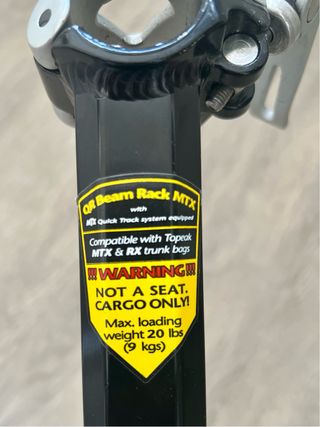 QR Beam Rack MTX
with
MTX Quick Track system equipped
Compatible with Topeak
MTX & RX trunk bags
!!! WARNING !!!
NOT A SEAT.
CARGO ONLY!
Max. loading
weight 20 lbs
(9 kgs)